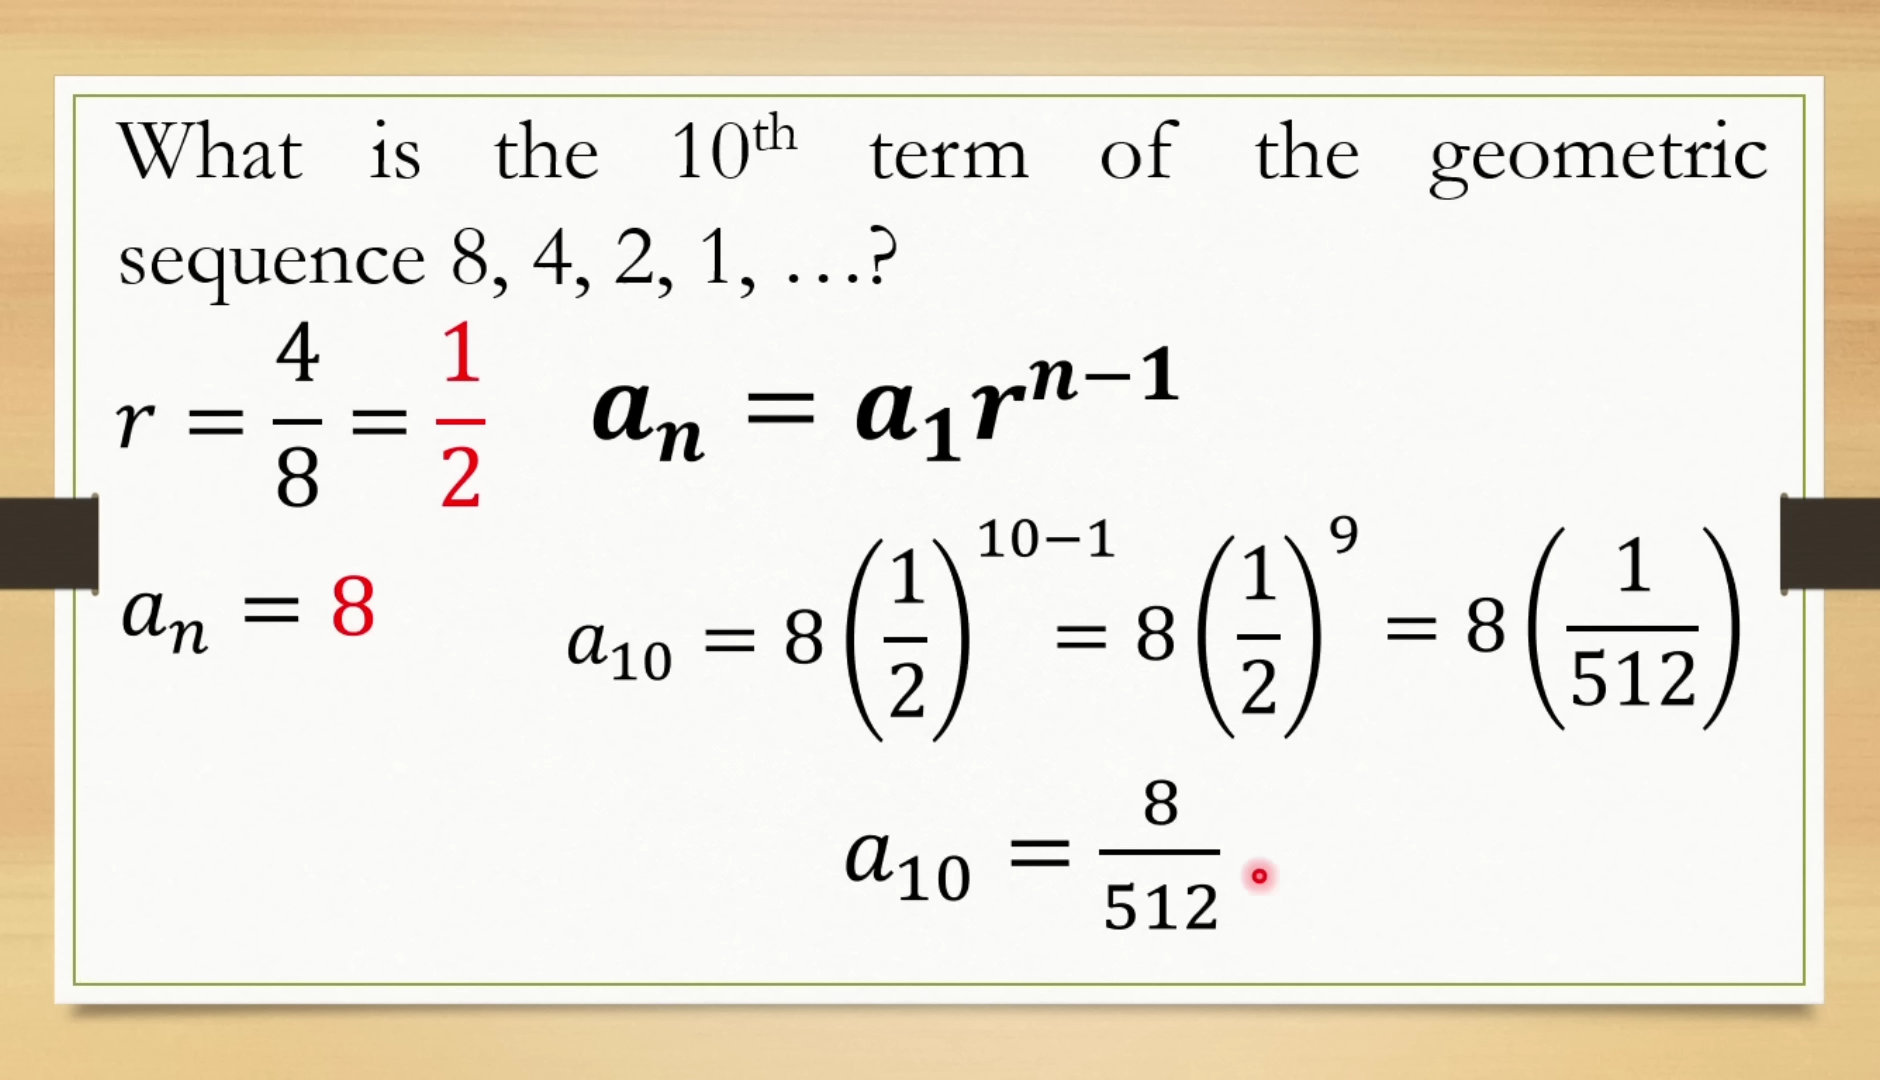 What is the 10th term of the geometric
sequence 8, 4, 2, 1, …?
r = 4/8 = 1/2
aₙ = a₁rⁿ⁻¹
aₙ = 8
a₁₀ = 8(1/2)¹⁰⁻¹ = 8(1/2)⁹ = 8(1/512)
a₁₀ = 8/512